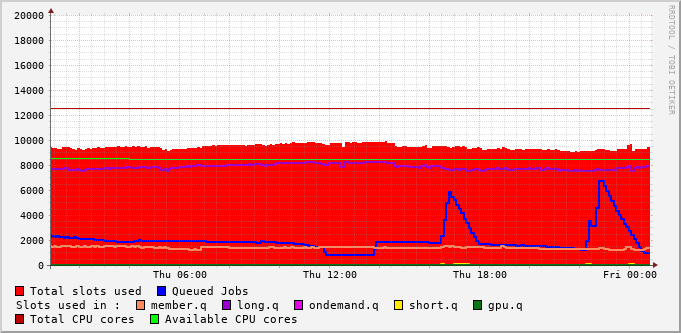 20000
18000
16000
14000
12000
10000
8000
6000
4000
2000
0
Thu 06:00 Thu 12:00 Thu 18:00 Fri 00:00
Total slots used Queued Jobs
Slots used in : member.q long.q ondemand.q short.q gpu.q
Total CPU cores Available CPU cores
RRDTOOL / TOBI OETIKER